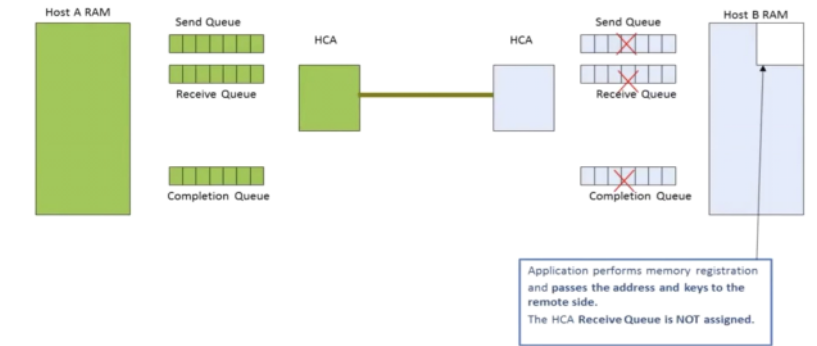 Host A RAM
Send Queue
HCA
HCA
Send Queue
Host B RAM
Receive Queue
Receive Queue
Completion Queue
Completion Queue
Application performs memory registration
and passes the address and keys to the
remote side.
The HCA Receive Queue is NOT assigned.